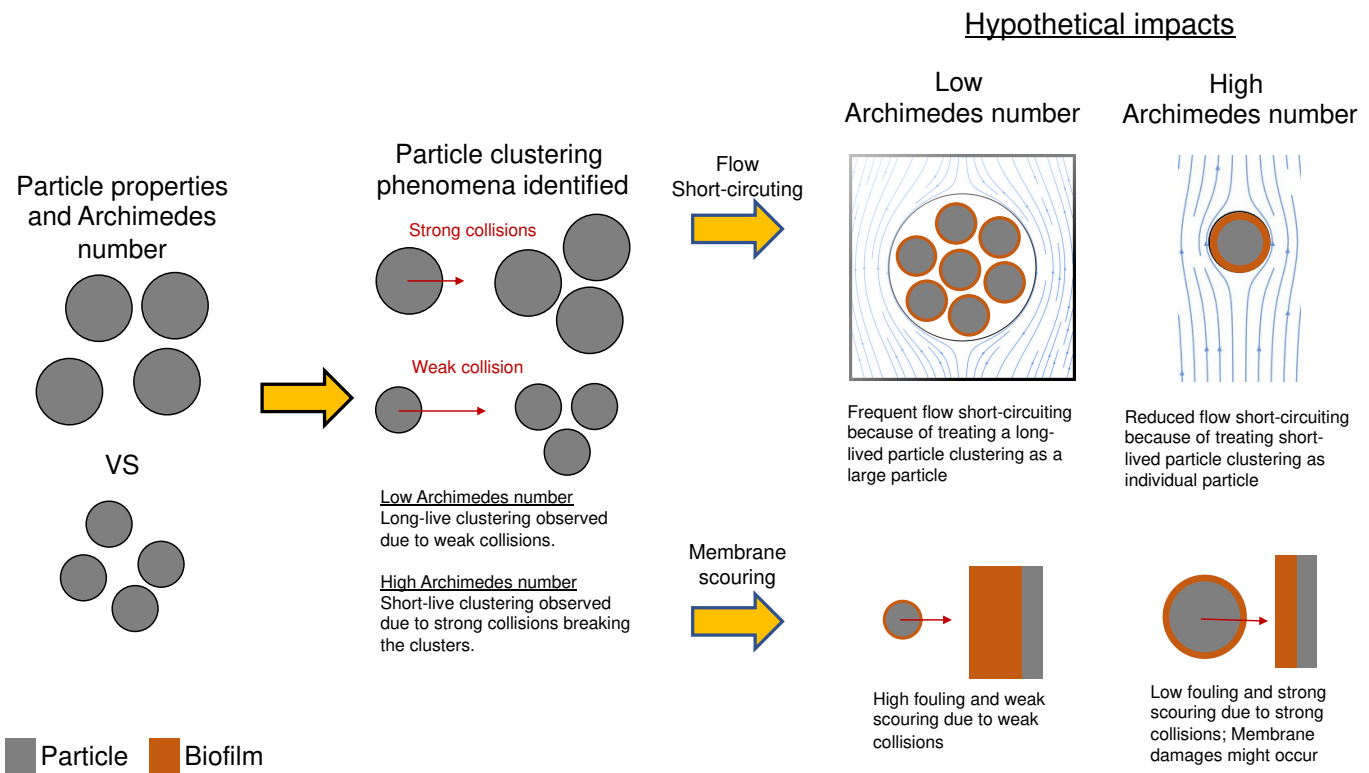 Hypothetical impacts
Low
Archimedes number
High
Archimedes number
Particle properties
and Archimedes
number
VS
Particle clustering
phenomena identified
Strong collisions
Weak collision
Low Archimedes number
Long-live clustering observed
due to weak collisions.
High Archimedes number
Short-live clustering observed
due to strong collisions breaking
the clusters.
Flow
Short-circuting
Frequent flow short-circuiting
because of treating a long-
lived particle clustering as a
large particle
Reduced flow short-circuiting
because of treating short-
lived particle clustering as
individual particle
Membrane
scouring
High fouling and weak
scouring due to weak
collisions
Low fouling and strong
scouring due to strong
collisions; Membrane
damages might occur
Particle
Biofilm